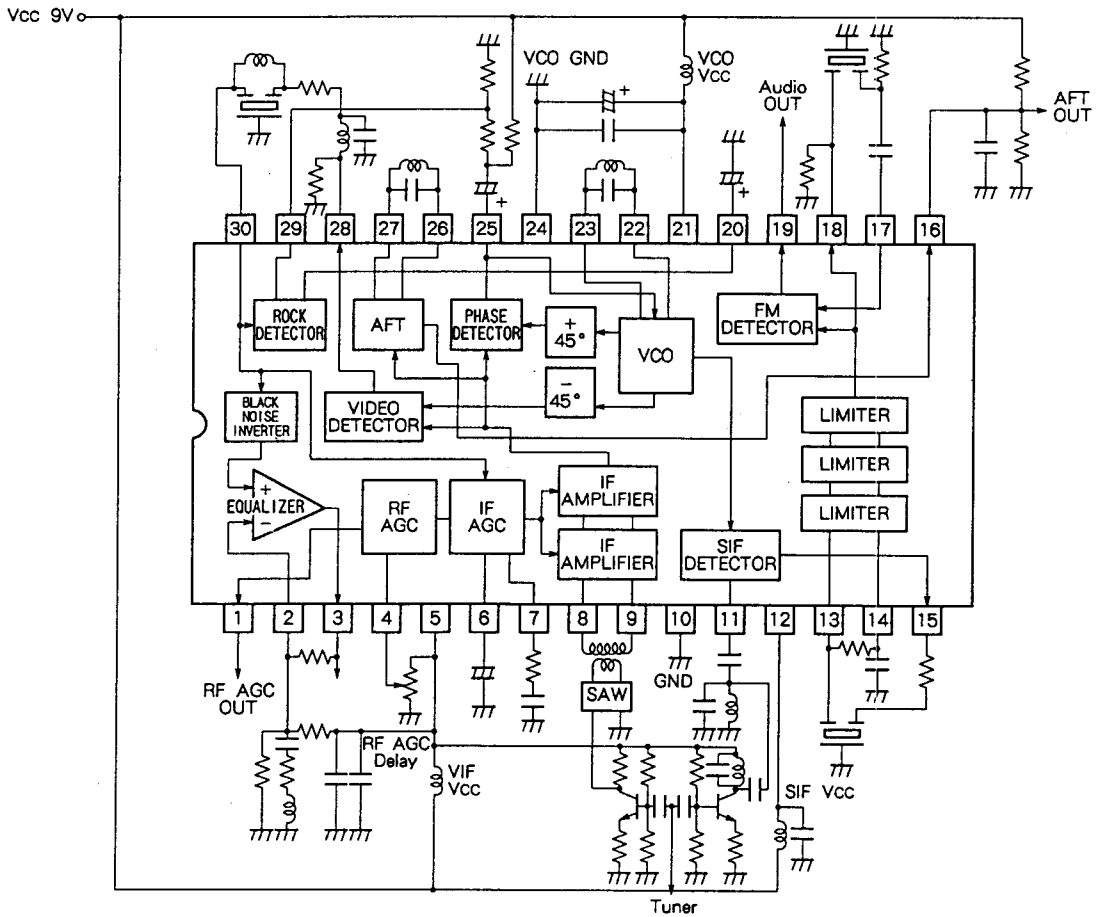 Vcc 9V
VCO GND
VCO
Vcc
Audio
OUT
AFT
OUT
30
29
28
27
26
25
24
23
22
21
20
19
18
17
16
ROCK
DETECTOR
AFT
PHASE
DETECTOR
+
45°
VCO
FM
DETECTOR
BLACK
NOISE
INVERTER
VIDEO
DETECTOR
−
45°
LIMITER
LIMITER
LIMITER
+
EQUALIZER
−
RF
AGC
IF
AGC
IF
AMPLIFIER
IF
AMPLIFIER
SIF
DETECTOR
1
2
3
4
5
6
7
8
9
10
11
12
13
14
15
RF AGC
OUT
SAW
GND
RF AGC
Delay
VIF
Vcc
SIF Vcc
Tuner
+
+
+